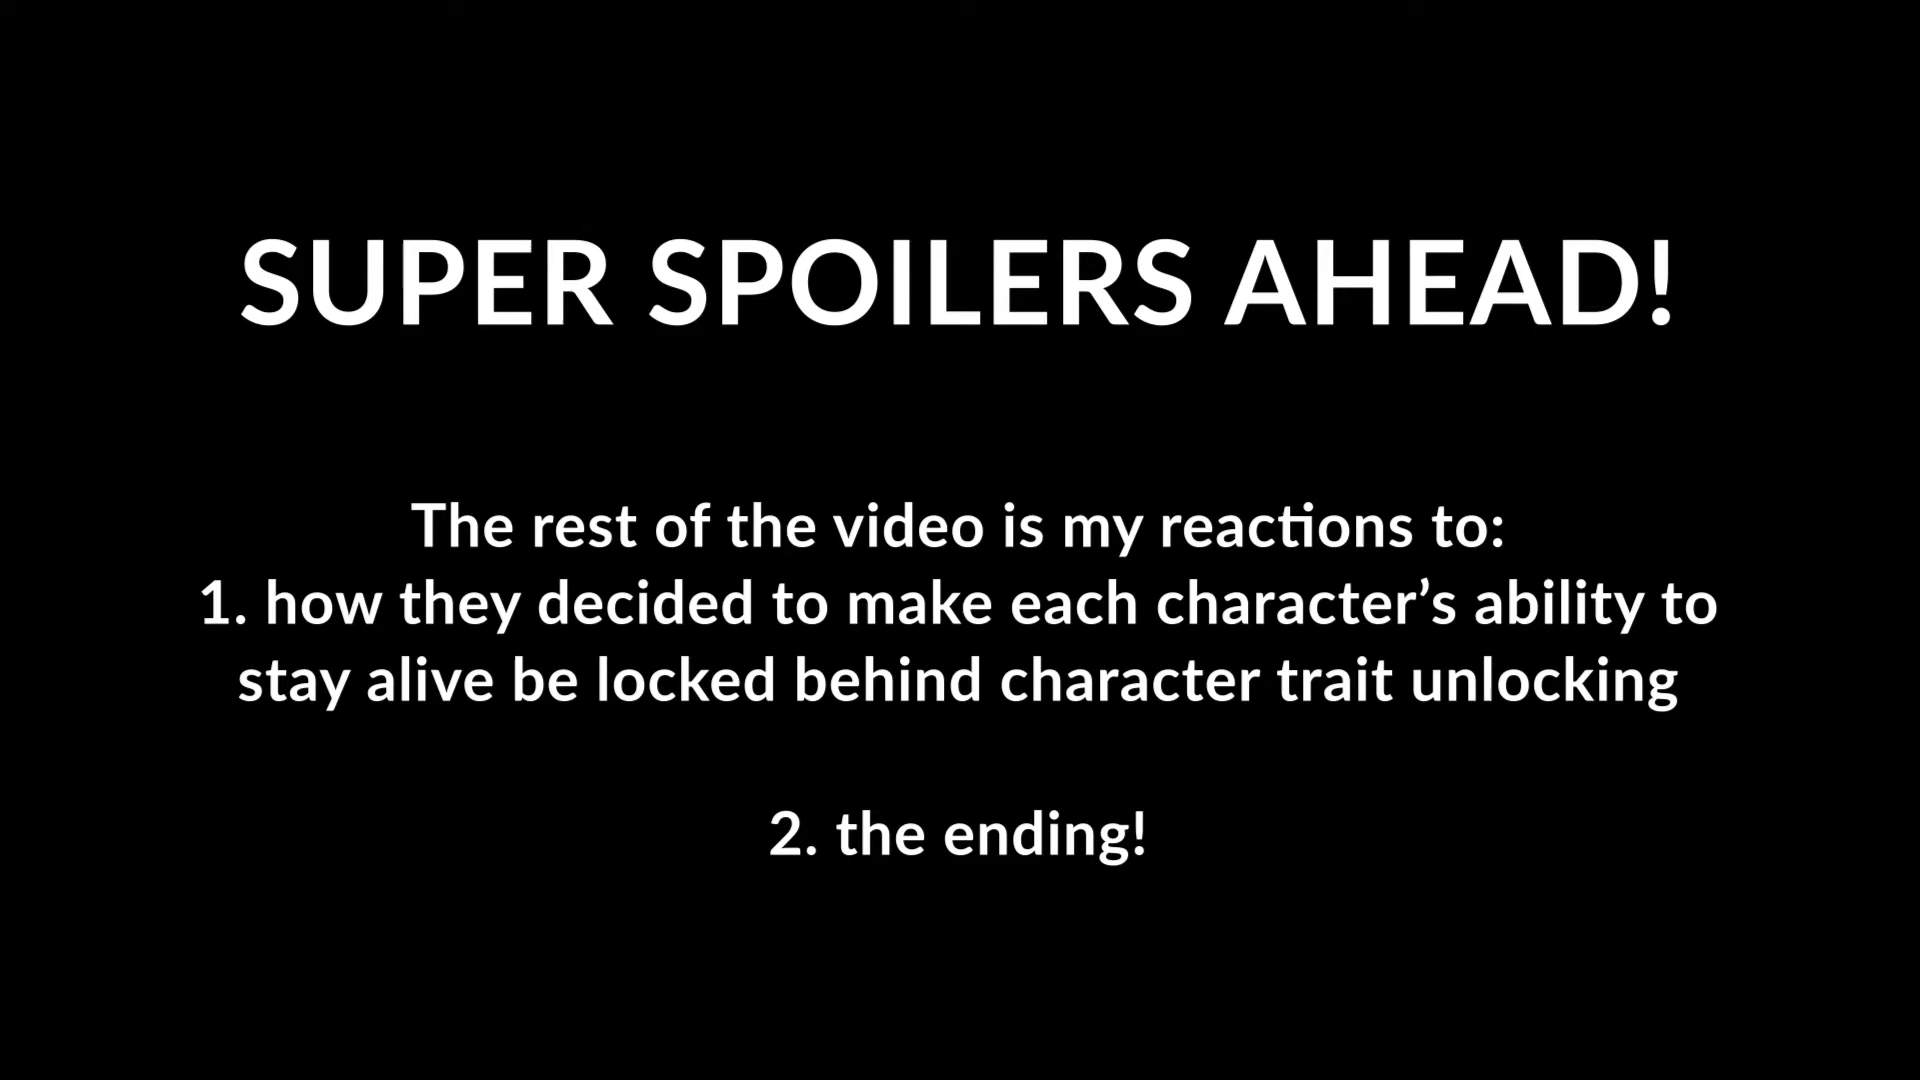 SUPER SPOILERS AHEAD!
The rest of the video is my reactions to:
1. how they decided to make each character’s ability to
stay alive be locked behind character trait unlocking
2. the ending!